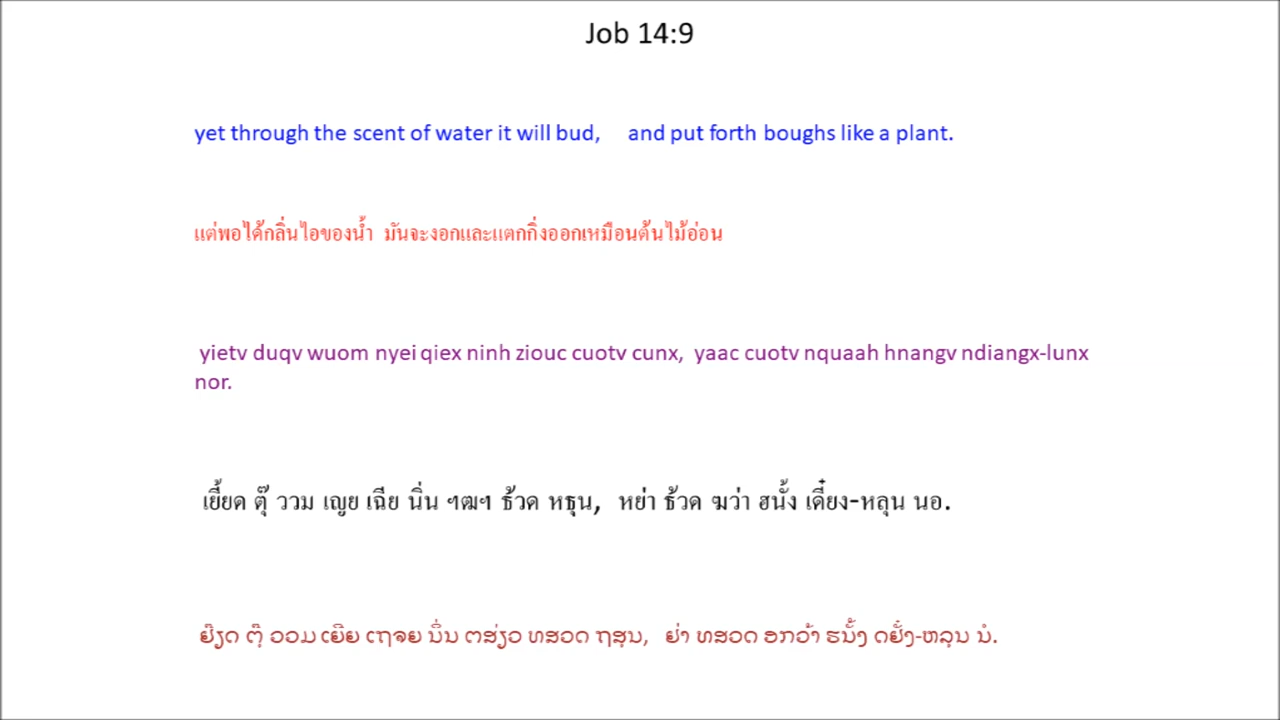 Job 14:9
yet through the scent of water it will bud, and put forth boughs like a plant.
แต่พอได้กลิ่นไอของน้ำ มันจะงอกและแตกกิ่งออกเหมือนต้นไม้อ่อน
yietv duqv wuom nyei qiex ninh ziouc cuotv cunx, yaac cuotv nquaah hnangv ndiangx-lunx
nor.
เยี้ยด ตุ๊ ววม เญย เฉีย นิ่น ฯฒฯ ธ้วด หธุน, หย่า ธ้วด ฆว่า ฮนั้ง เดี๋ยง-หลุน นอ.
ຢ໊ຽດ ຕຸ໊ ວວມ ເຍີຍ ເຖຈຍ ນິ່ນ ຕສ່ຽວ ທສວດ ຖສຸນ, ຢ່າ ທສວດ ອກວ້າ ຮນັ້ງ ດຢັ໋ງ-ຫລຸນ ນໍ.